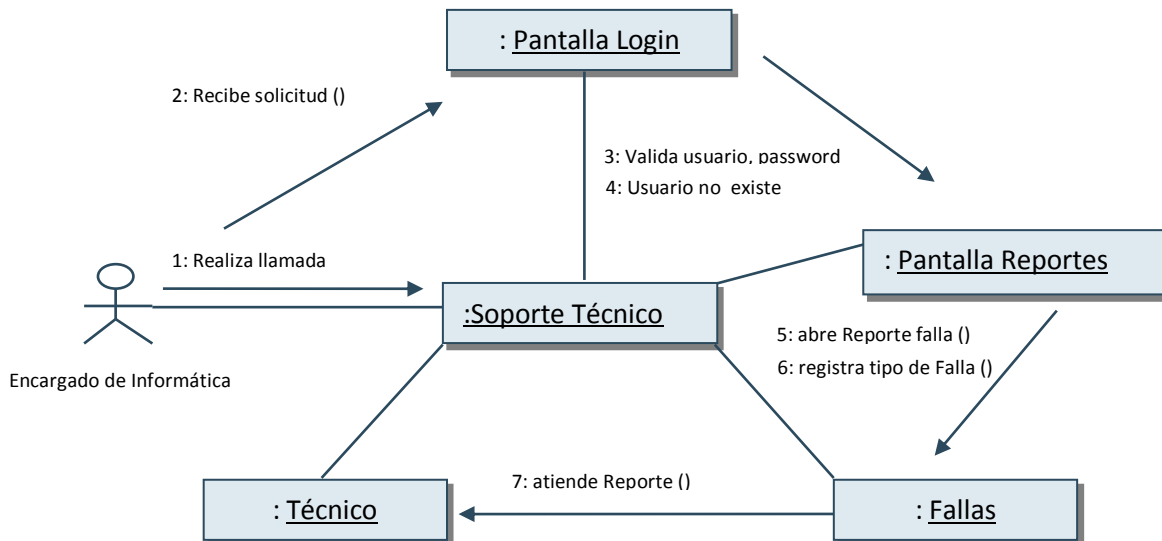 : Pantalla Login
2: Recibe solicitud ()
3: Valida usuario, password
4: Usuario no existe
1: Realiza llamada
: Pantalla Reportes
:Soporte Técnico
5: abre Reporte falla ()
6: registra tipo de Falla ()
Encargado de Informática
7: atiende Reporte ()
: Técnico
: Fallas